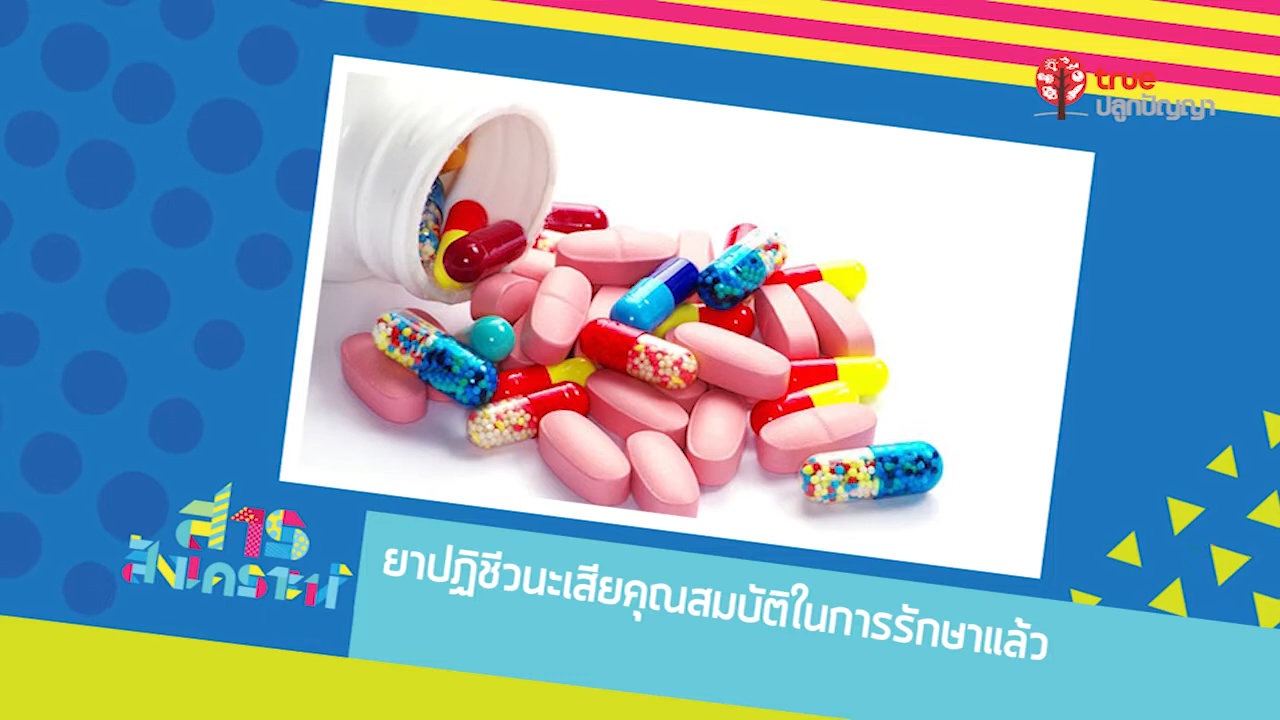 true
ปลูกปัญญา
สาร
สังเคราะห์
ยาปฏิชีวนะเสียคุณสมบัติในการรักษาแล้ว